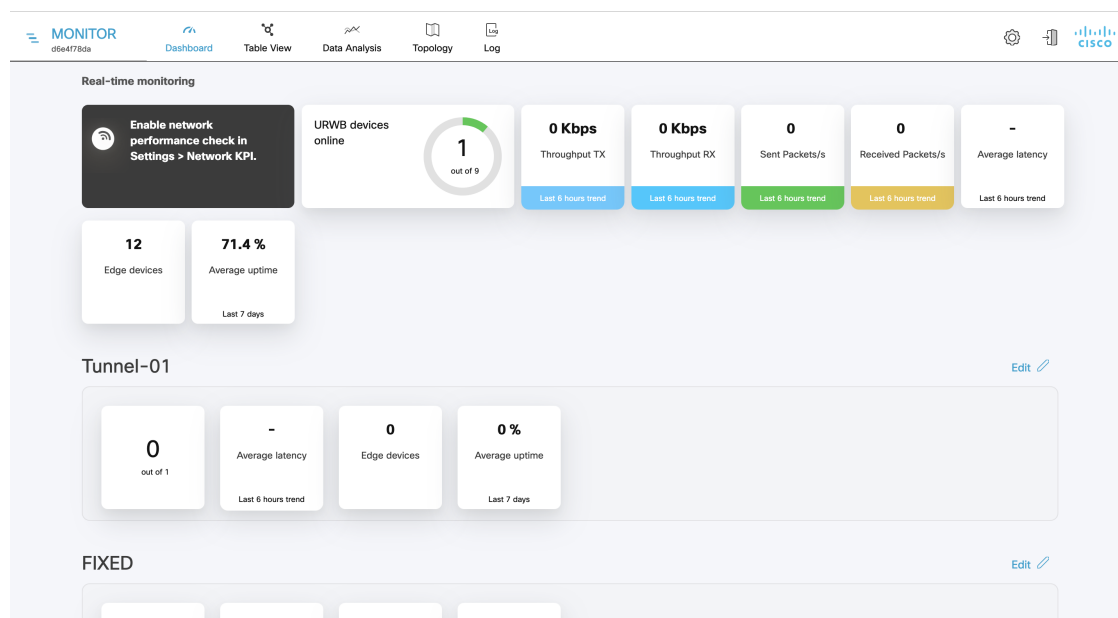 MONITOR
d6e4f78da
Dashboard
Table View
Data Analysis
Topology
Log
Log
CISCO
Real-time monitoring
Enable network
performance check in
Settings > Network KPI.
URWB devices
online
1
out of 9
0 Kbps
Throughput TX
Last 6 hours trend
0 Kbps
Throughput RX
Last 6 hours trend
0
Sent Packets/s
Last 6 hours trend
0
Received Packets/s
Last 6 hours trend
-
Average latency
Last 6 hours trend
12
Edge devices
71.4 %
Average uptime
Last 7 days
Tunnel-01
Edit
0
out of 1
-
Average latency
Last 6 hours trend
0
Edge devices
0 %
Average uptime
Last 7 days
FIXED
Edit